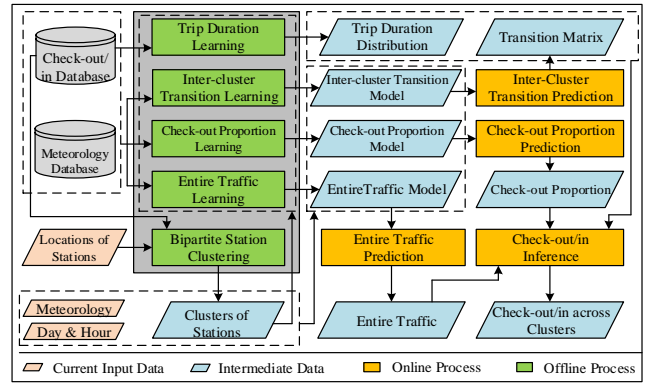 Check-out/
in Database
Trip Duration
Learning
Trip Duration
Distribution
Transition Matrix
Inter-cluster
Transition Learning
Inter-cluster Transition
Model
Inter-Cluster
Transition Prediction
Meteorology
Database
Check-out Proportion
Learning
Check-out Proportion
Model
Check-out Proportion
Prediction
Entire Traffic
Learning
EntireTraffic Model
Check-out Proportion
Locations of
Stations
Bipartite Station
Clustering
Entire Traffic
Prediction
Check-out/in
Inference
Meteorology
Day & Hour
Clusters of
Stations
Entire Traffic
Check-out/in across
Clusters
Current Input Data
Intermediate Data
Online Process
Offline Process